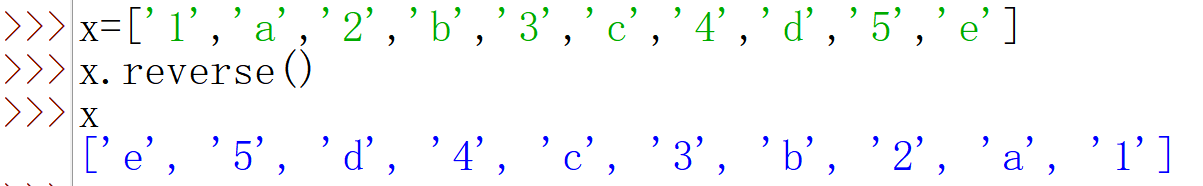 >>> x=['1','a','2','b','3','c','4','d','5','e']
>>> x.reverse()
>>> x
['e', '5', 'd', '4', 'c', '3', 'b', '2', 'a', '1']